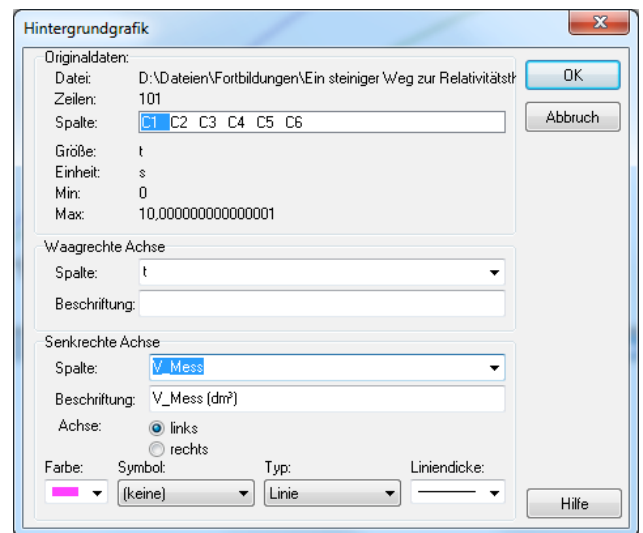 Hintergrundgrafik
Originaldaten:
Datei: D:\Dateien\Fortbildungen\Ein steiniger Weg zur Relativitätsth
Zeilen: 101
Spalte: C1 C2 C3 C4 C5 C6
Größe: t
Einheit: s
Min: 0
Max: 10,000000000000001
OK
Abbruch
Waagrechte Achse
Spalte: t
Beschriftung:
Senkrechte Achse
Spalte: V_Mess
Beschriftung: V_Mess (dm³)
Achse: links
rechts
Farbe: Symbol: Typ: Liniendicke:
(keine) Linie
Hilfe